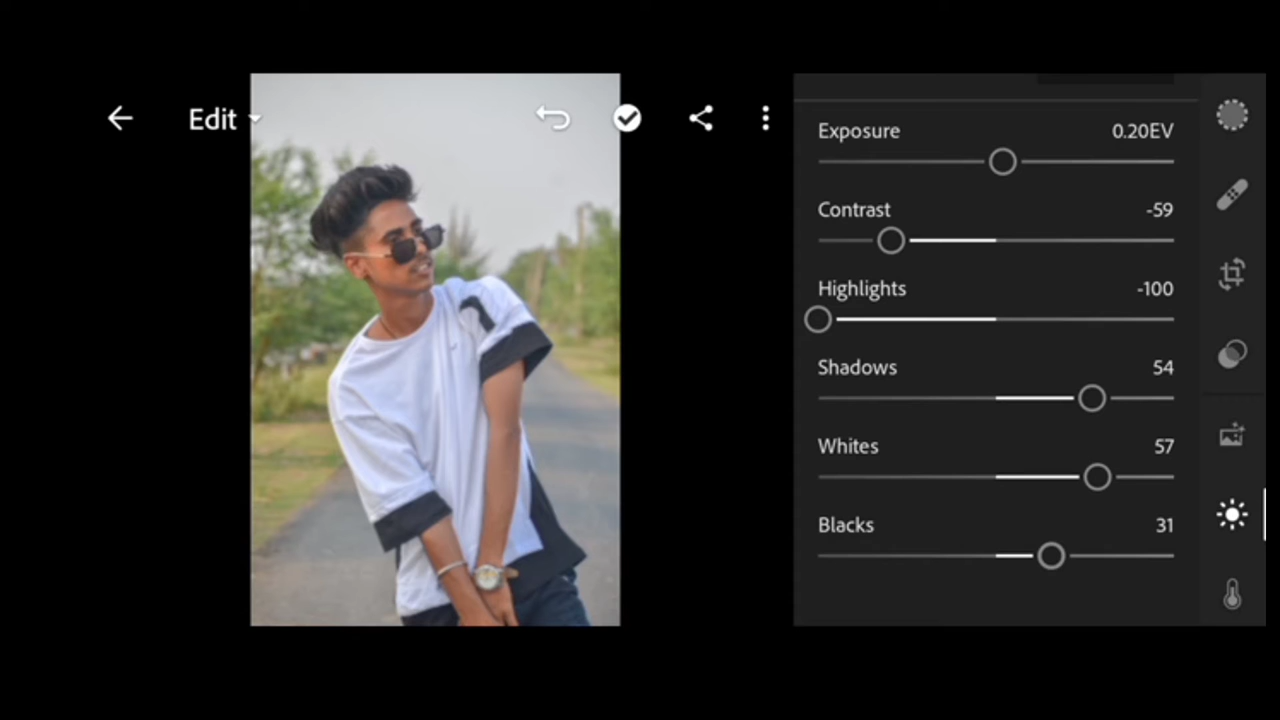 Edit
Exposure 0.20EV
Contrast -59
Highlights -100
Shadows 54
Whites 57
Blacks 31